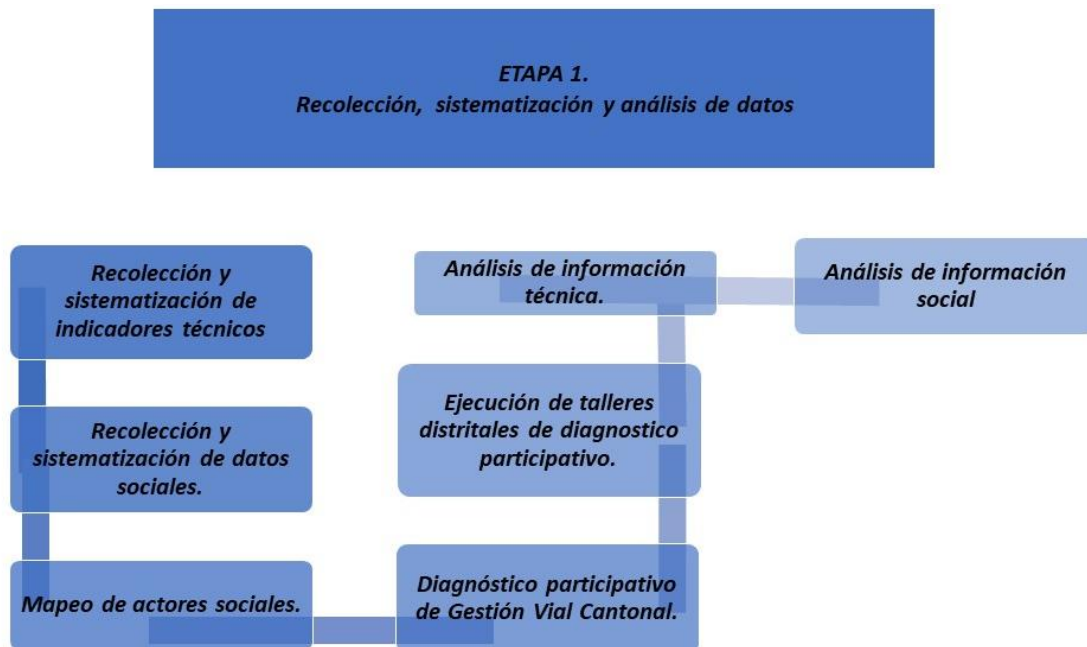 ETAPA 1.
Recolección, sistematización y análisis de datos
Recolección y
sistematización de
indicadores técnicos
Recolección y
sistematización de datos
sociales.
Mapeo de actores sociales.
Diagnóstico participativo
de Gestión Vial Cantonal.
Ejecución de talleres
distritales de diagnostico
participativo.
Análisis de información
técnica.
Análisis de información
social